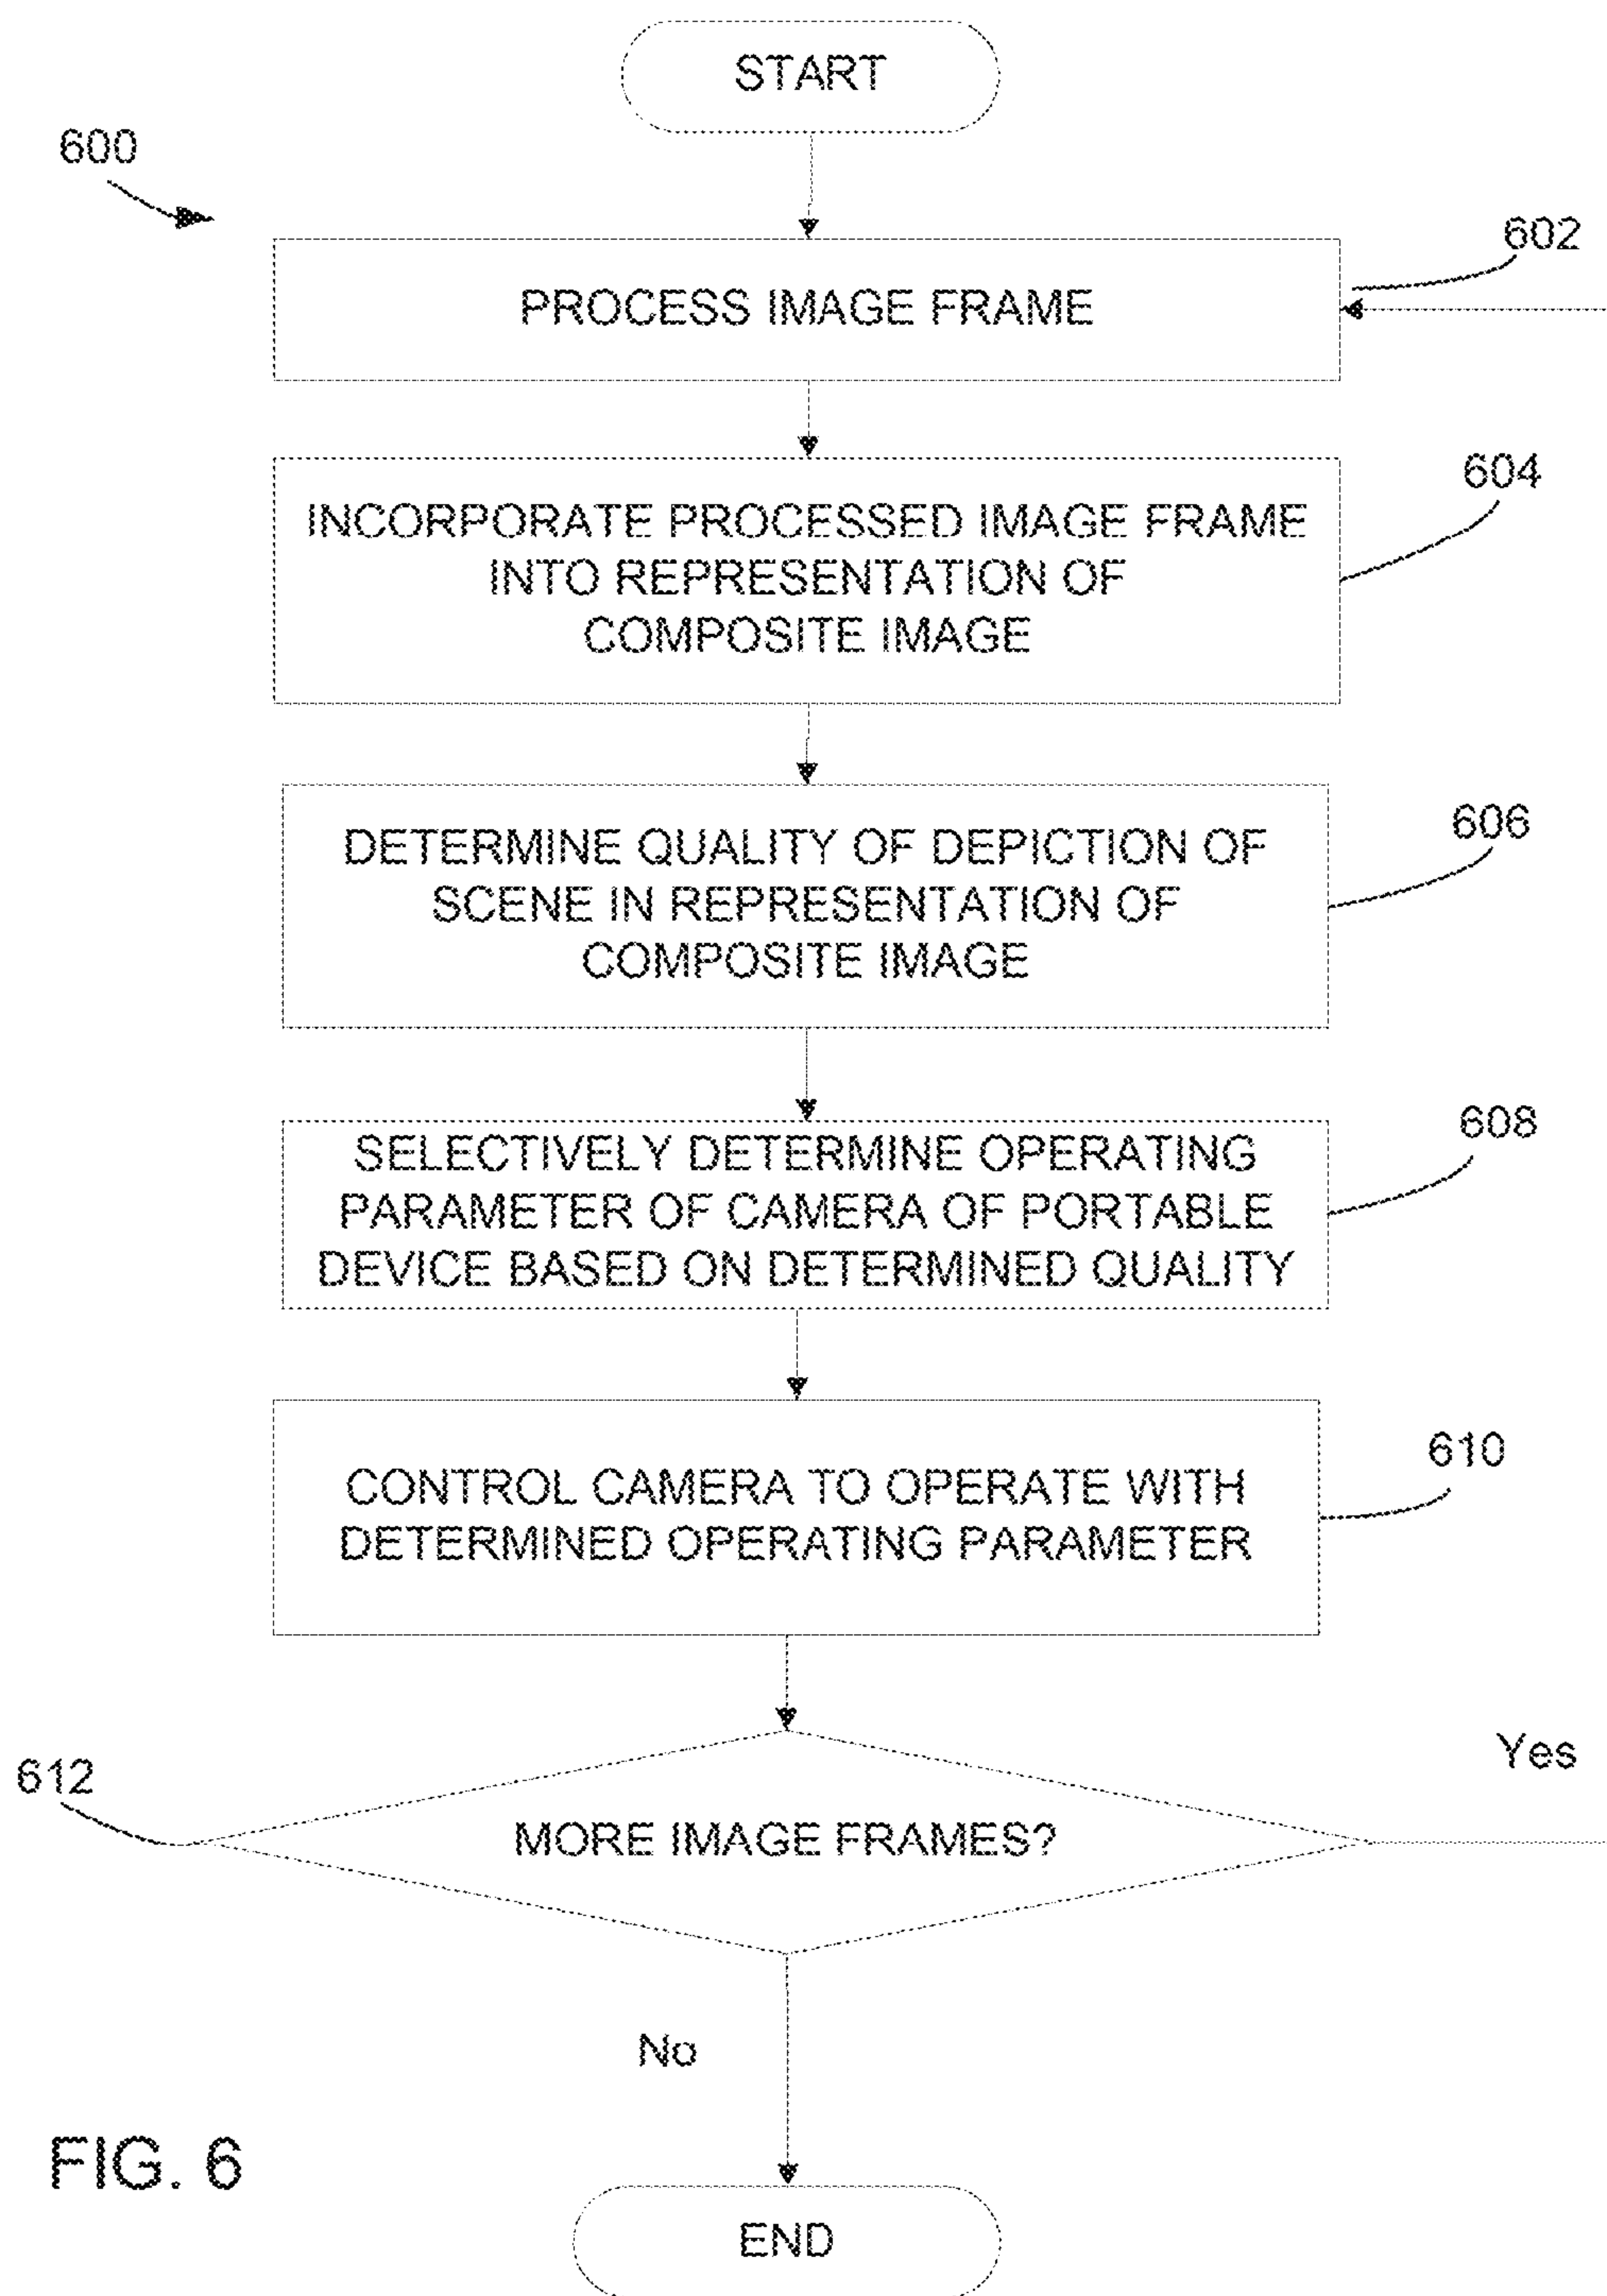 START
600
602
PROCESS IMAGE FRAME
604
INCORPORATE PROCESSED IMAGE FRAME
INTO REPRESENTATION OF
COMPOSITE IMAGE
606
DETERMINE QUALITY OF DEPICTION OF
SCENE IN REPRESENTATION OF
COMPOSITE IMAGE
608
SELECTIVELY DETERMINE OPERATING
PARAMETER OF CAMERA OF PORTABLE
DEVICE BASED ON DETERMINED QUALITY
610
CONTROL CAMERA TO OPERATE WITH
DETERMINED OPERATING PARAMETER
612
Yes
MORE IMAGE FRAMES?
No
FIG. 6
END